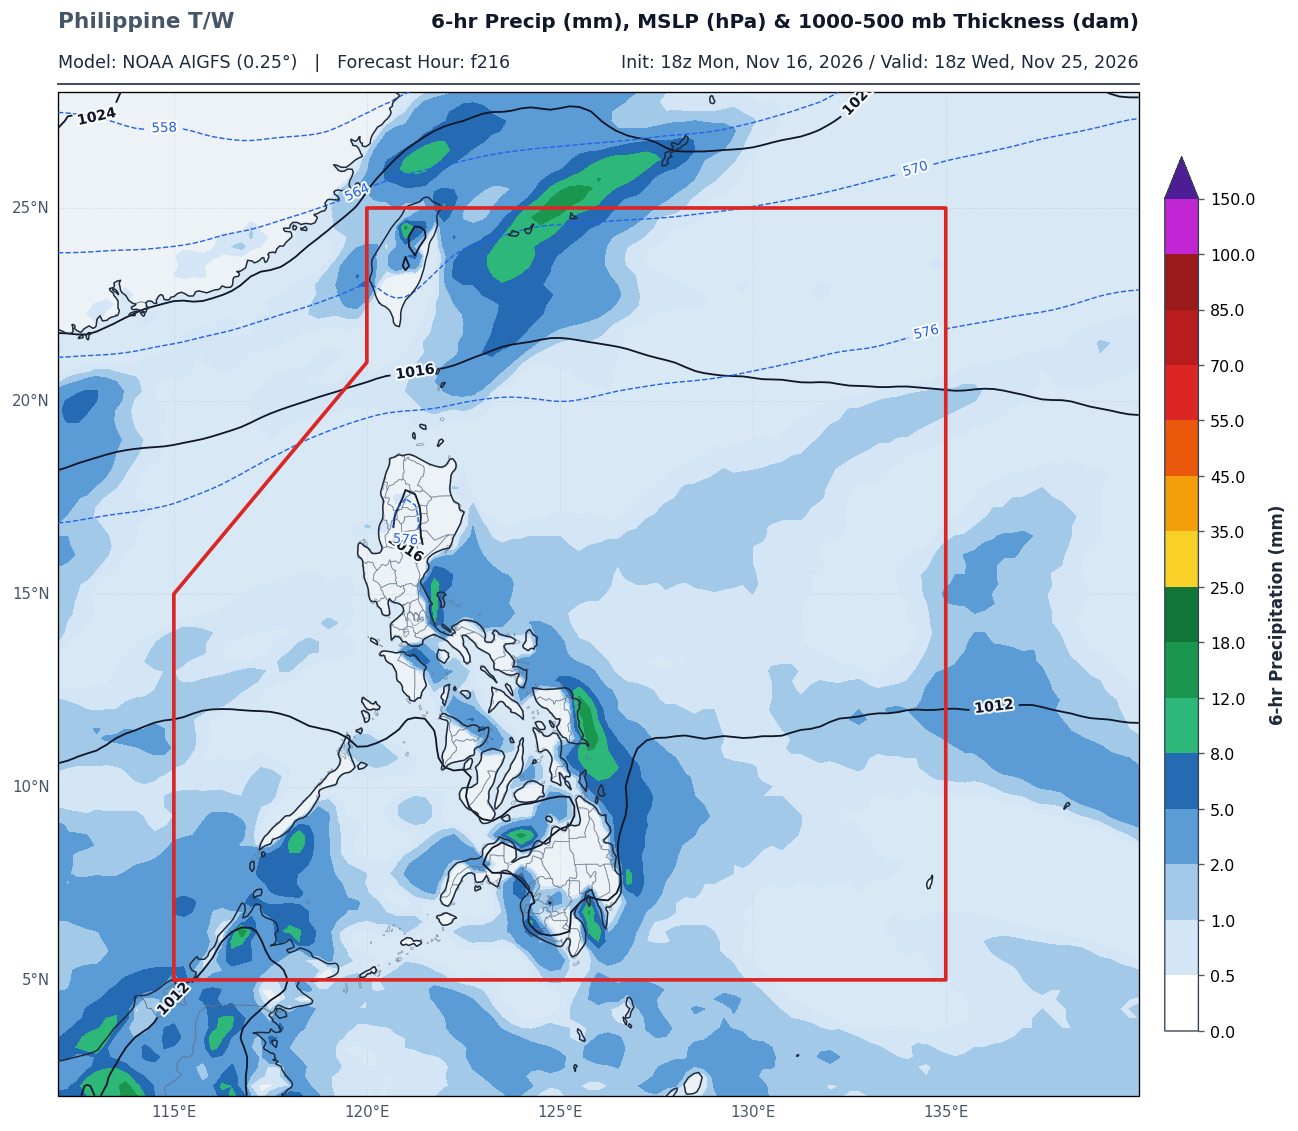 Philippine T/W
6-hr Precip (mm), MSLP (hPa) & 1000-500 mb Thickness (dam)
Model: NOAA AIGFS (0.25°) | Forecast Hour: f216
Init: 18z Mon, Nov 16, 2026 / Valid: 18z Wed, Nov 25, 2026
1024
558
564
570
576
1016
576
1012
1012
25°N
20°N
15°N
10°N
5°N
115°E
120°E
125°E
130°E
135°E
150.0
100.0
85.0
70.0
55.0
45.0
35.0
25.0
18.0
12.0
8.0
5.0
2.0
1.0
0.5
0.0
6-hr Precipitation (mm)